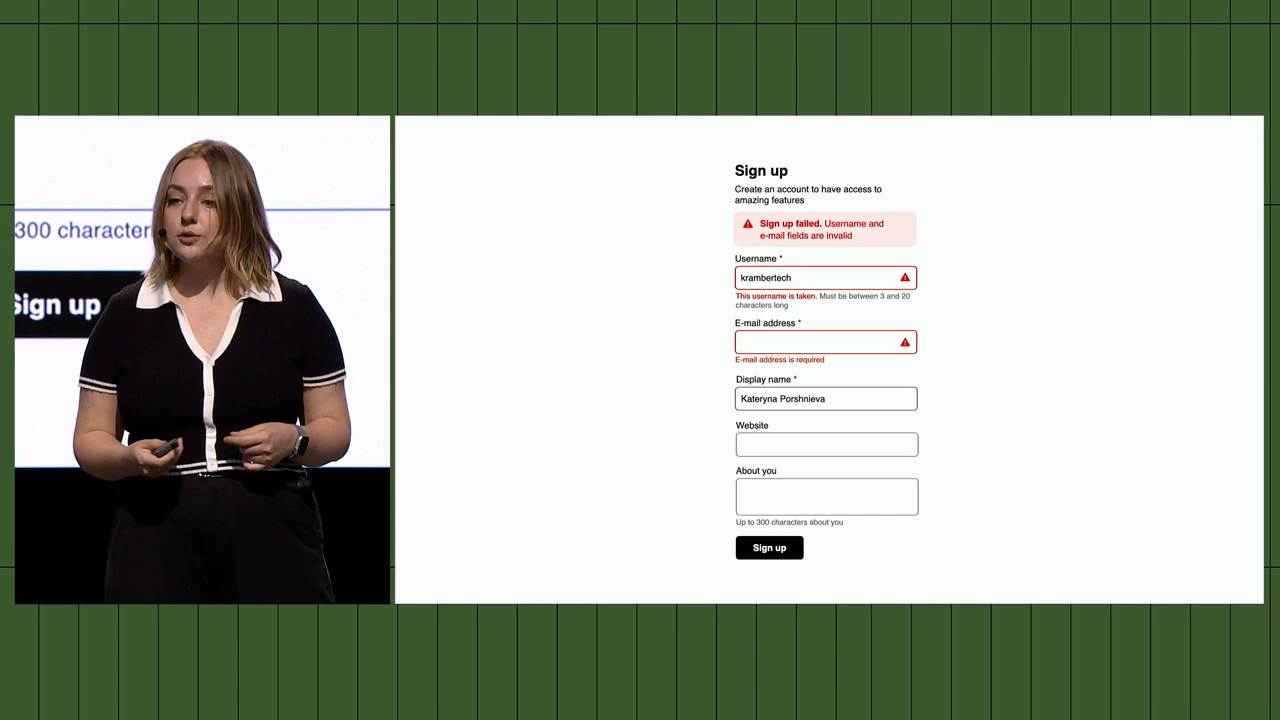 300 character
Sign up
Sign up
Create an account to have access to
amazing features
Sign up failed. Username and
e-mail fields are invalid
Username *
krambertech
This username is taken. Must be between 3 and 20
characters long
E-mail address *
E-mail address is required
Display name *
Kateryna Porshnieva
Website
About you
Up to 300 characters about you
Sign up